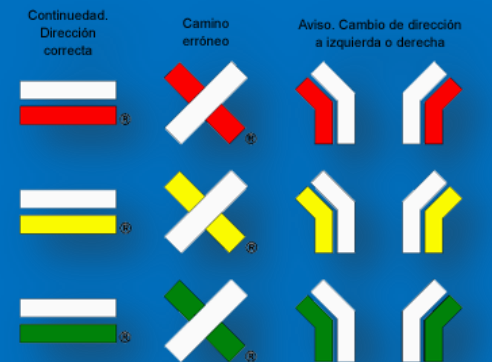 Continuedad.
Dirección
correcta
Camino
erróneo
Aviso. Cambio de dirección
a izquierda o derecha
®
®
®
®
®
®